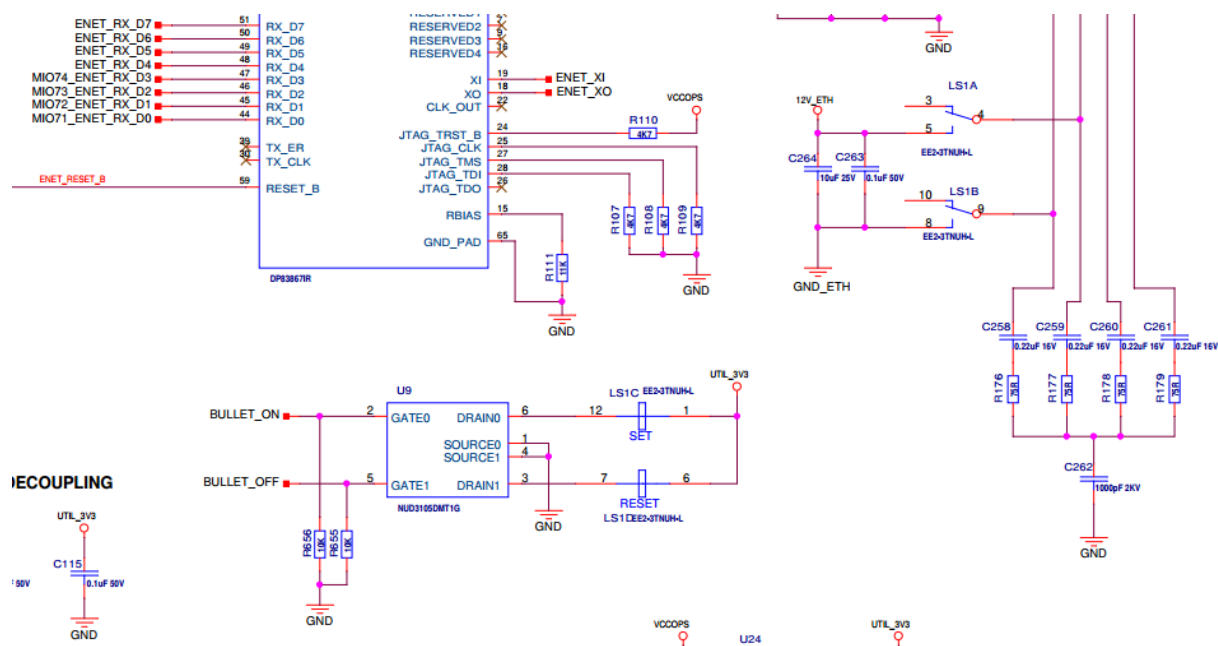 ENET_RX_D7 51 RX_D7
ENET_RX_D6 50 RX_D6
ENET_RX_D5 49 RX_D5
ENET_RX_D4 48 RX_D4
MIO74_ENET_RX_D3 47 RX_D3
MIO73_ENET_RX_D2 46 RX_D2
MIO72_ENET_RX_D1 45 RX_D1
MIO71_ENET_RX_D0 44 RX_D0
39 TX_ER
30 TX_CLK
ENET_RESET_B 59 RESET_B
RESERVED2 7
RESERVED3 9
RESERVED4 16
XI 19 ENET_XI
XO 18 ENET_XO
CLK_OUT 22
JTAG_TRST_B 24
JTAG_CLK 25
JTAG_TMS 27
JTAG_TDI 28
JTAG_TDO 26
RBIAS 15
GND_PAD 65
DP83867IR
R110
4K7
VCCOPS
R107 4K7
R108 4K7
R109 4K7
GND
R111 11K
GND
GND
12V_ETH
C264
10uF 25V
C263
0.1uF 50V
GND_ETH
LS1A
3
4
5
EE2-3TNUH-L
LS1B
10
9
8
EE2-3TNUH-L
C258
0.22uF 16V
C259
0.22uF 16V
C260
0.22uF 16V
C261
0.22uF 16V
R176 75R
R177 75R
R178 75R
R179 75R
C262
1000pF 2KV
GND
U9
BULLET_ON 2 GATE0
BULLET_OFF 5 GATE1
DRAIN0 6
SOURCE0 1
SOURCE1 4
DRAIN1 3
NUD3105DMT1G
GND
LS1C EE2-3TNUH-L
12 1
SET
UTIL_3V3
7 6
RESET
LS1D EE2-3TNUH-L
R656 10K
R655 10K
GND
DECOUPLING
UTIL_3V3
C115
0.1uF 50V
50V
GND
VCCOPS
U24
UTIL_3V3